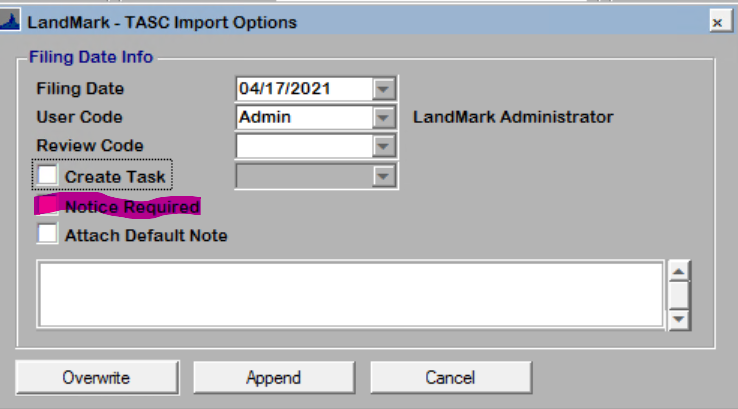 LandMark - TASC Import Options
Filing Date Info
Filing Date 04/17/2021
User Code Admin LandMark Administrator
Review Code
Create Task
Notice Required
Attach Default Note
Overwrite Append Cancel